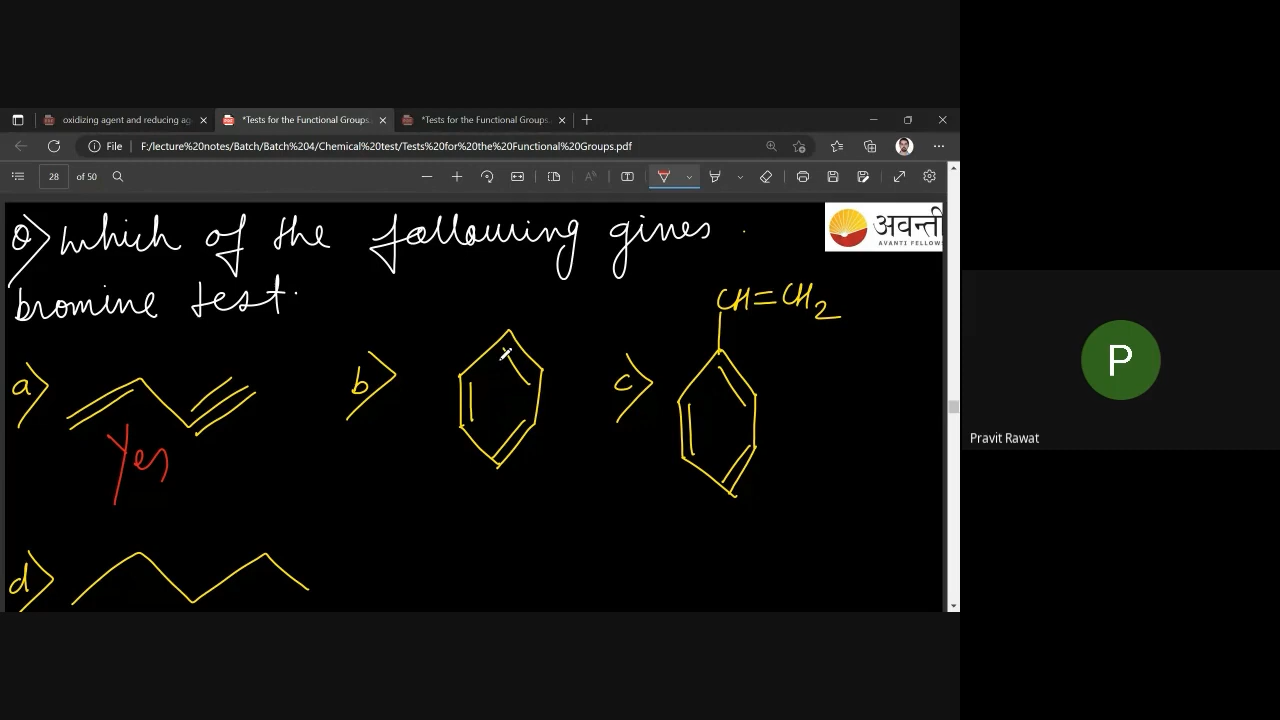 oxidizing agent and reducing ag
*Tests for the Functional Groups.
*Tests for the Functional Groups.
File
F:/lecture%20notes/Batch/Batch%204/Chemical%20test/Tests%20for%20the%20Functional%20Groups.pdf
28 of 50
Q) which of the following gives
bromine test.
अवन्ती
AVANTI FELLOWS
CH=CH2
a) b) c)
Yes
d)
P
Pravit Rawat